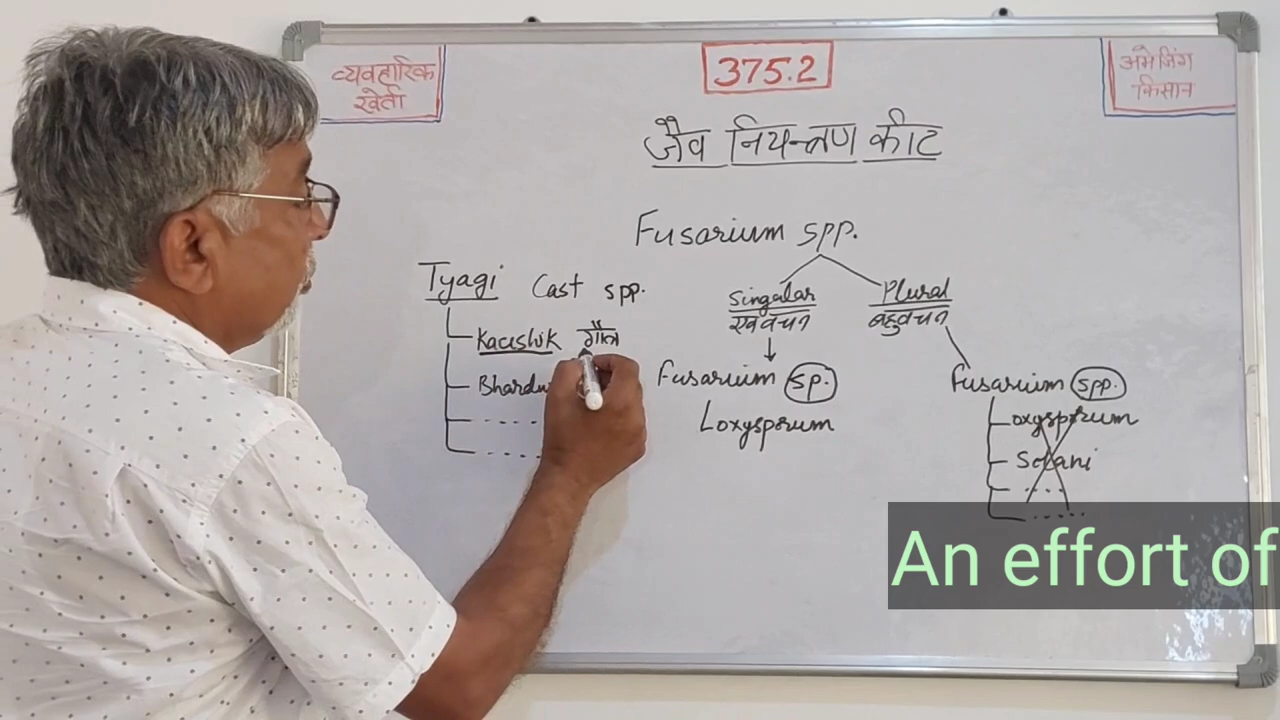 व्यवहारिक
खेती
375.2
अमेजिंग
किसान
जैव नियन्त्रण कीट
Fusarium spp.
Tyagi Cast spp.
Kaushik गौत्र
Bhardw
Singular
एकवचन
Plural
बहुवचन
Fusarium sp.
oxysporum
Fusarium spp.
oxysporum
Solani
An effort of